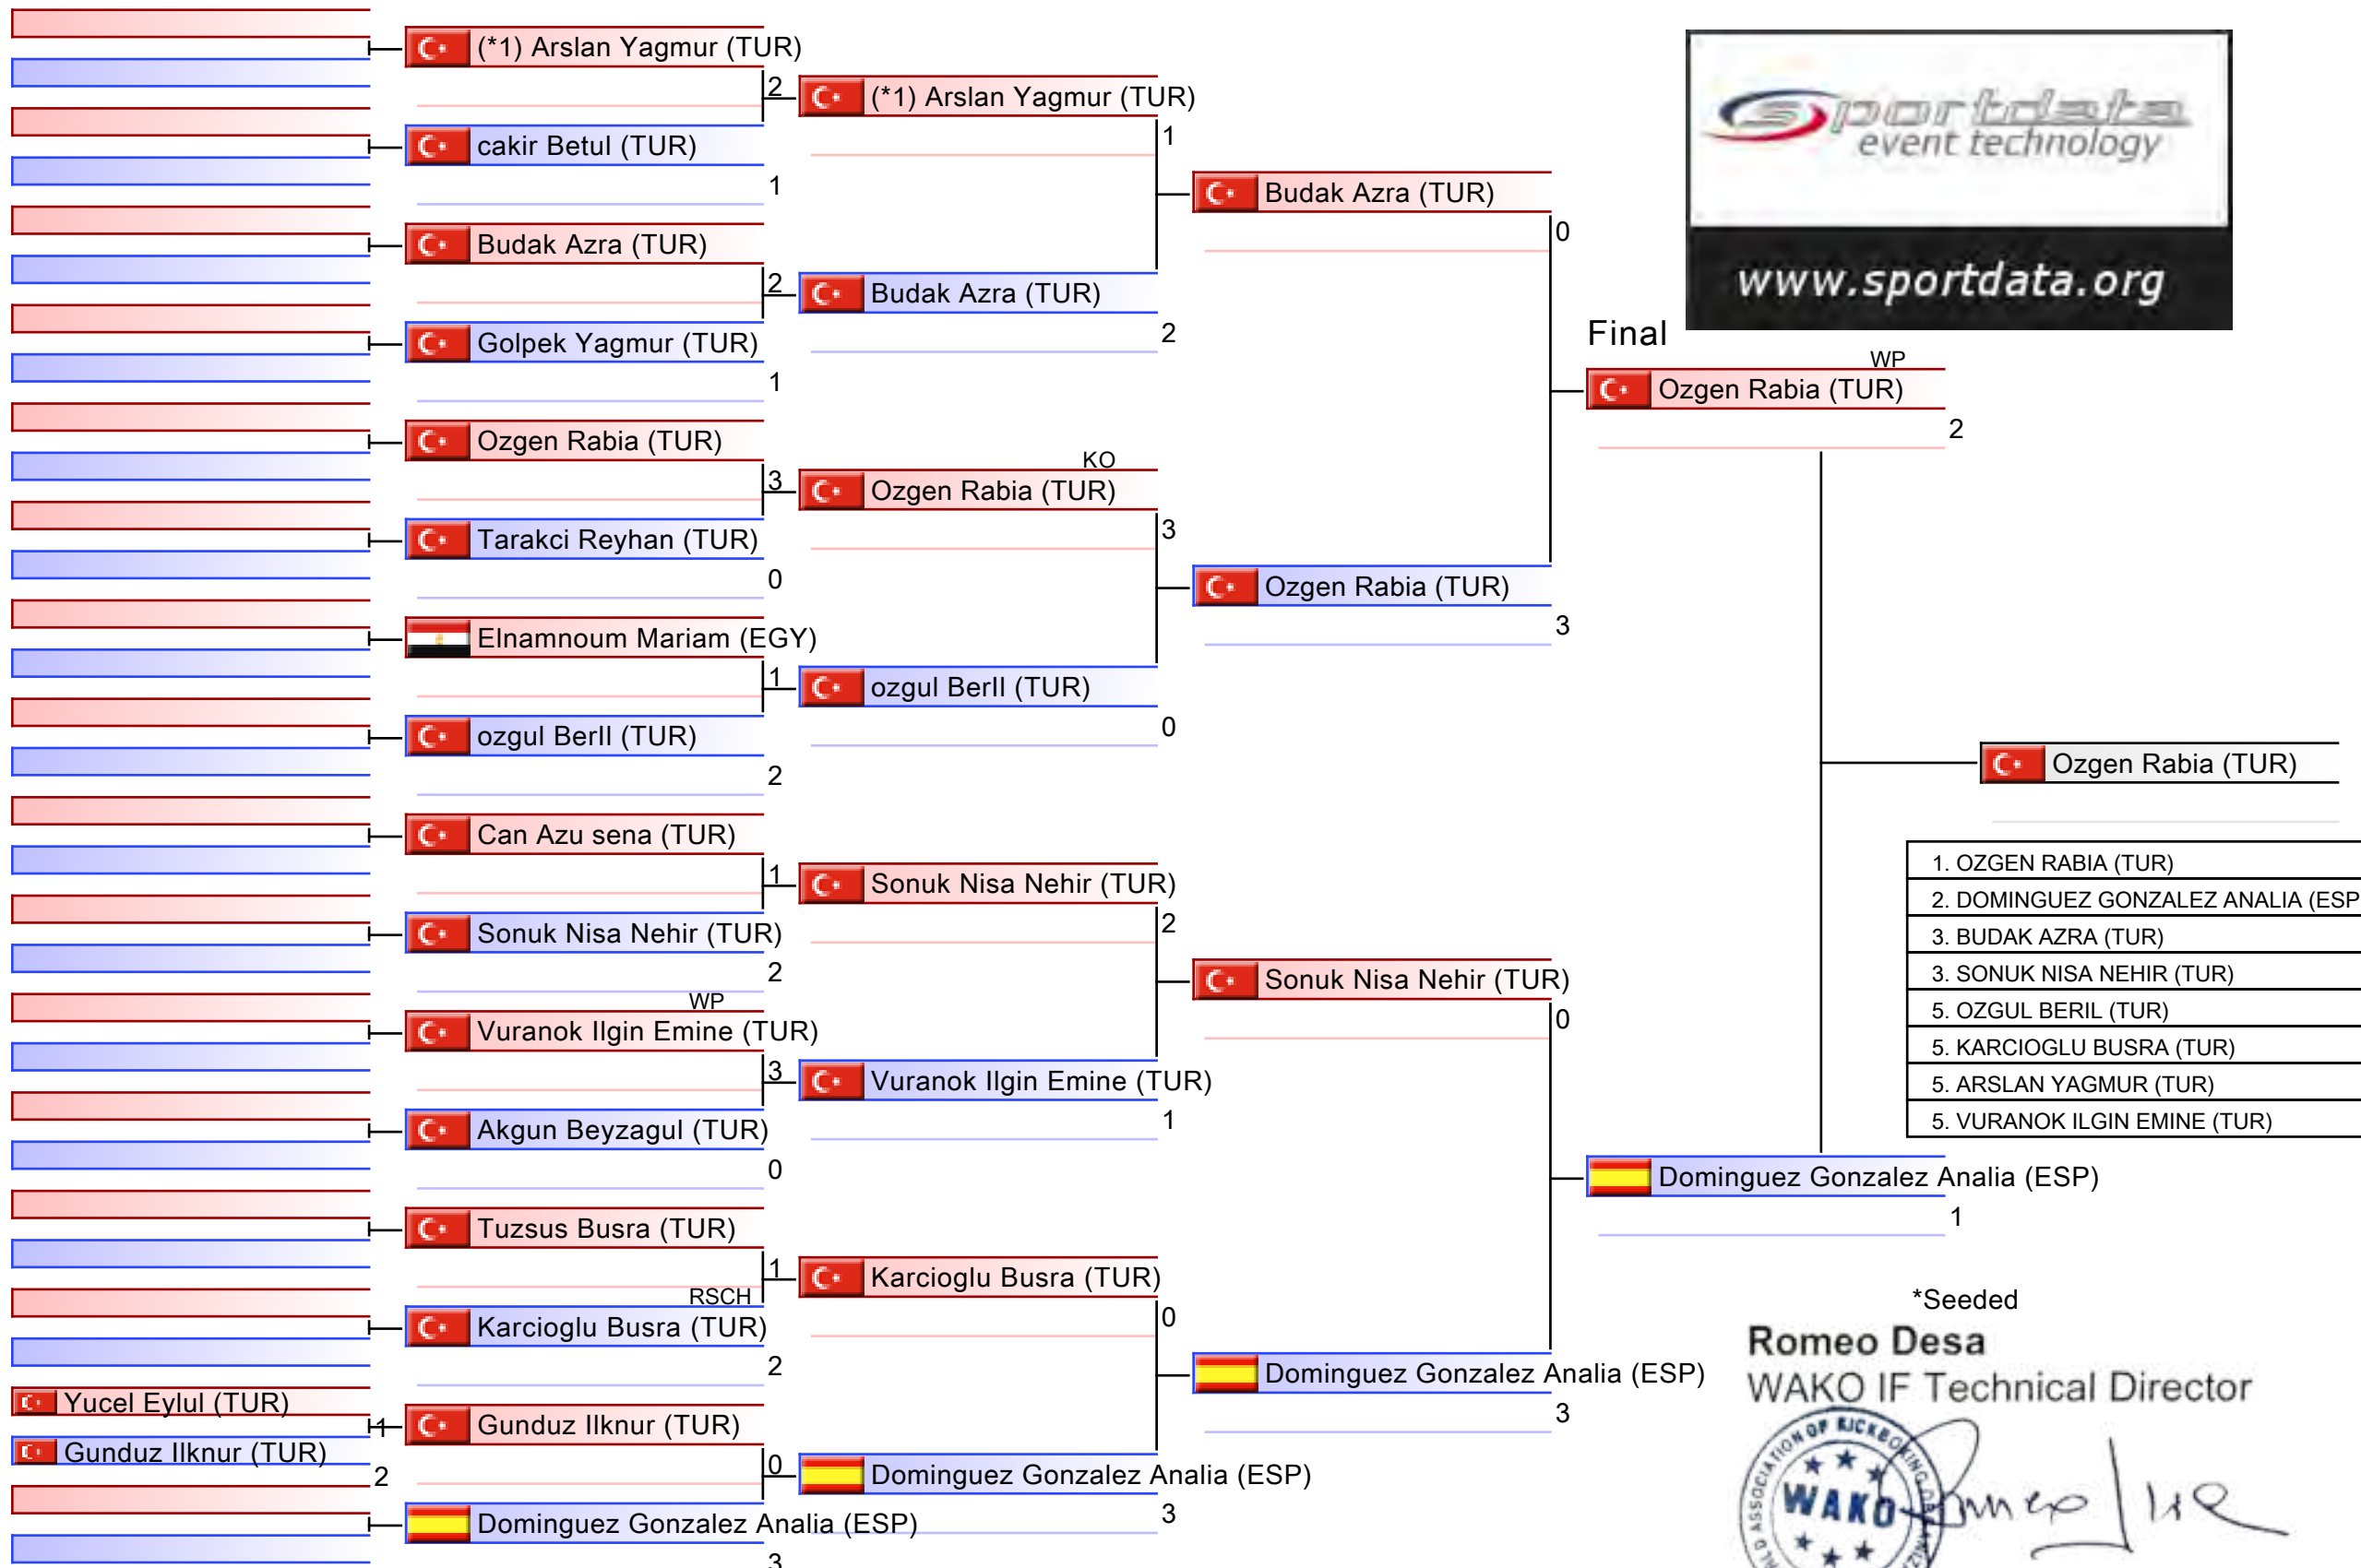 Yucel Eylul (TUR)
1
Gunduz Ilknur (TUR)
2
(*1) Arslan Yagmur (TUR)
2
cakir Betul (TUR)
1
Budak Azra (TUR)
2
Golpek Yagmur (TUR)
1
Ozgen Rabia (TUR)
3
Tarakci Reyhan (TUR)
0
Elnamnoum Mariam (EGY)
1
ozgul BerIl (TUR)
2
Can Azu sena (TUR)
1
Sonuk Nisa Nehir (TUR)
2
WP
Vuranok Ilgin Emine (TUR)
3
Akgun Beyzagul (TUR)
0
Tuzsus Busra (TUR)
1
RSCH
Karcioglu Busra (TUR)
2
Gunduz Ilknur (TUR)
0
Dominguez Gonzalez Analia (ESP)
3
(*1) Arslan Yagmur (TUR)
1
Budak Azra (TUR)
2
KO
Ozgen Rabia (TUR)
3
ozgul BerIl (TUR)
0
Sonuk Nisa Nehir (TUR)
2
Vuranok Ilgin Emine (TUR)
1
Karcioglu Busra (TUR)
0
Dominguez Gonzalez Analia (ESP)
3
Budak Azra (TUR)
0
Ozgen Rabia (TUR)
3
Sonuk Nisa Nehir (TUR)
0
Dominguez Gonzalez Analia (ESP)
3
sportdata
event technology
www.sportdata.org
Final
WP
Ozgen Rabia (TUR)
2
Dominguez Gonzalez Analia (ESP)
1
Ozgen Rabia (TUR)
1. OZGEN RABIA (TUR)
2. DOMINGUEZ GONZALEZ ANALIA (ESP
3. BUDAK AZRA (TUR)
3. SONUK NISA NEHIR (TUR)
5. OZGUL BERIL (TUR)
5. KARCIOGLU BUSRA (TUR)
5. ARSLAN YAGMUR (TUR)
5. VURANOK ILGIN EMINE (TUR)
*Seeded
Romeo Desa
WAKO IF Technical Director
ASSOCIATION OF KICKBOXING
WAKO